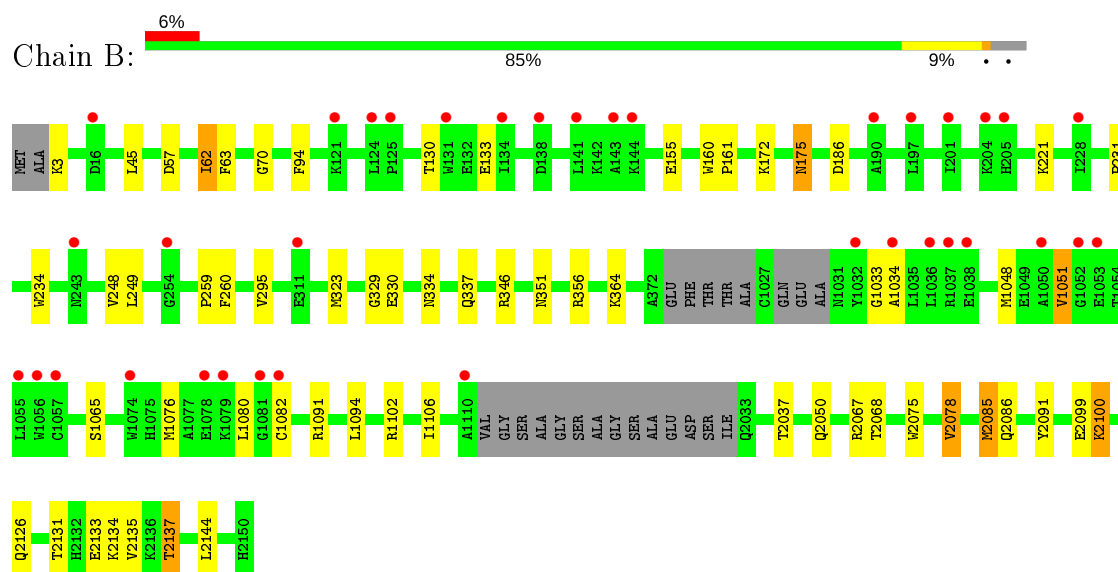 6%
Chain B:
85% 9% • •
MET ALA K3 D16 L45 D57 I62 F63 G70 F94 K121 L124 P125 T130 W131 E132 E133 I134 D138 L141 K142 A143 K144 E155 W160 P161 K172 N175 D186 A190 L197 I201 K204 H205 K221 I228
W234 N243 V248 L249 G254 P259 F260 V295 E311 M323 G329 E330 N334 Q337 R346 N351 R356 K364 A372 GLU PHE THR THR ALA C1027 GLN GLU ALA N1031 Y1032 G1033 A1034 L1035 L1036 R1037 E1038 M1048 E1049 A1050 V1051 G1052 E1053 T1054
L1055 W1056 C1057 S1065 W1074 H1075 M1076 A1077 E1078 K1079 L1080 G1081 C1082 R1091 L1094 R1102 I1106 A1110 VAL GLY SER ALA GLY SER ALA GLY SER ALA GLU ASP SER ILE Q2033 T2037 Q2050 R2067 T2068 W2075 V2078 M2085 Q2086 Y2091 E2099 K2100
Q2126 T2131 H2132 E2133 K2134 V2135 K2136 T2137 L2144 H2150